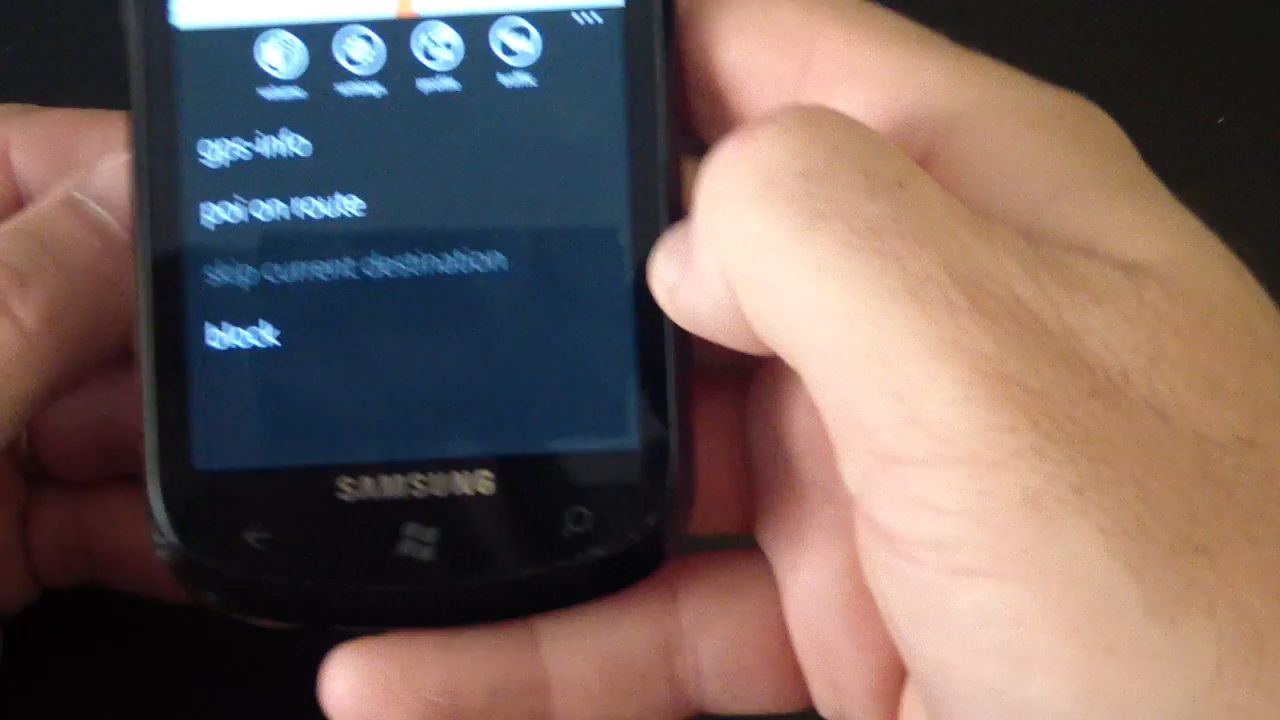 gps-info
poi on route
skip current destination
block
SAMSUNG